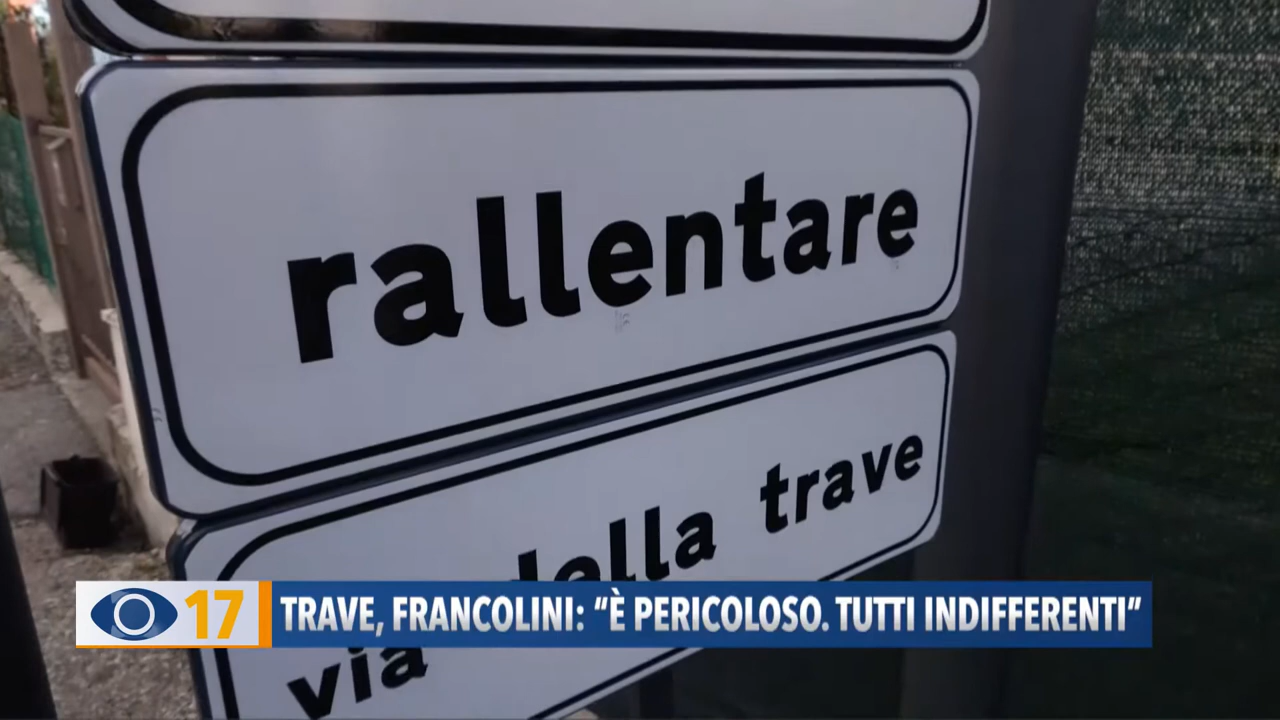 rallentare
della trave
via
17
TRAVE, FRANCOLINI: “È PERICOLOSO. TUTTI INDIFFERENTI”